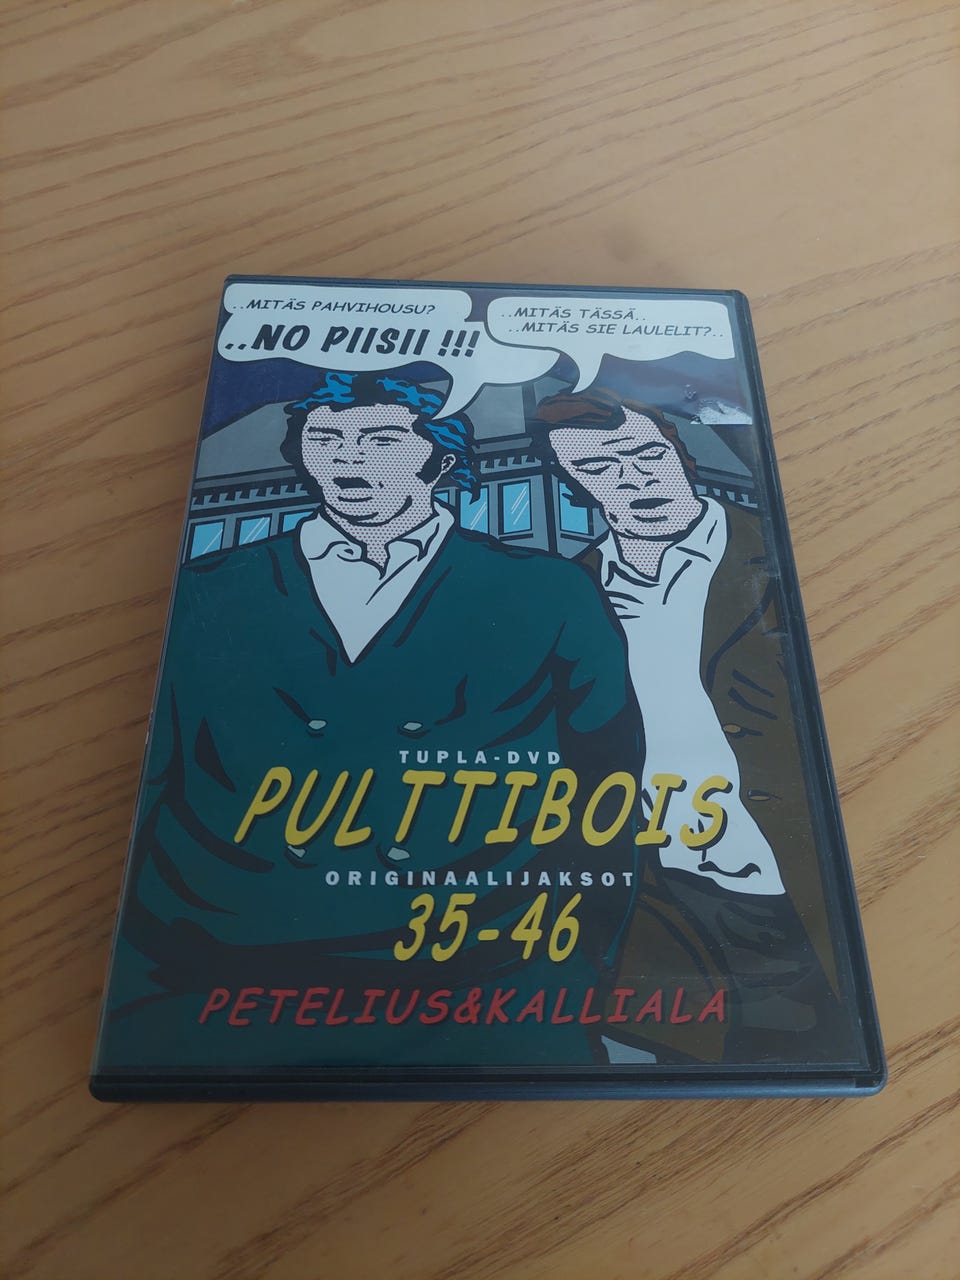 ..MITÄS PAHVIHOUSU?
..NO PIISII !!!
..MITÄS TÄSSÄ..
..MITÄS SIE LAULELIT?..
TUPLA-DVD
PULTTIBOIS
ORIGINAALIJAKSOT
35-46
PETELIUS&KALLIALA